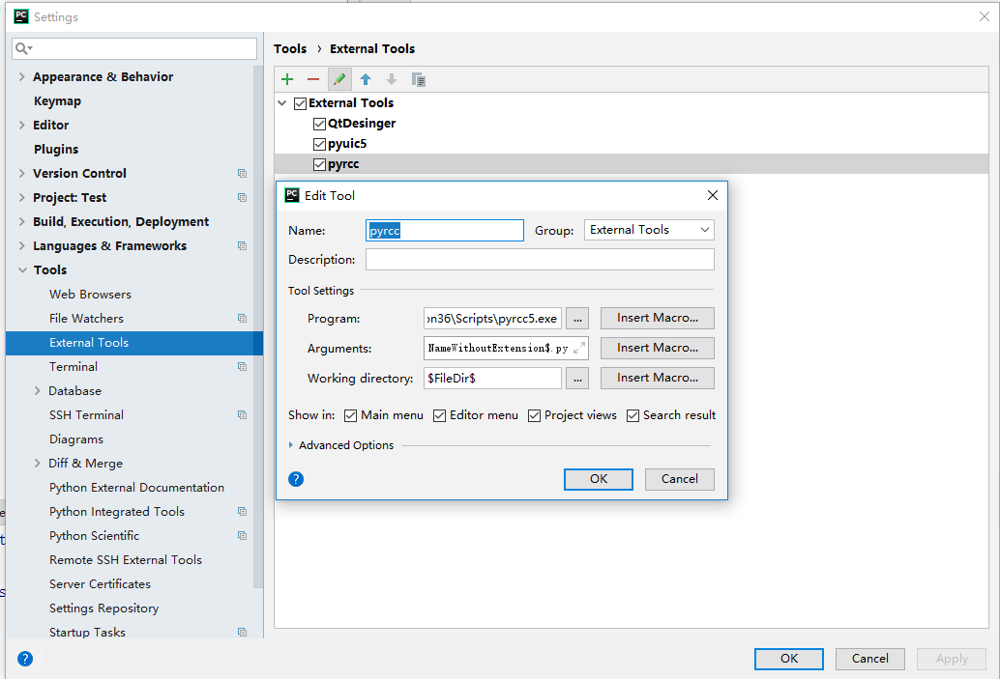 PC Settings
Tools › External Tools
Appearance & Behavior
Keymap
Editor
Plugins
Version Control
Project: Test
Build, Execution, Deployment
Languages & Frameworks
Tools
Web Browsers
File Watchers
External Tools
Terminal
Database
SSH Terminal
Diagrams
Diff & Merge
Python External Documentation
Python Integrated Tools
Python Scientific
Remote SSH External Tools
Server Certificates
Settings Repository
Startup Tasks
External Tools
QtDesinger
pyuic5
pyrcc
PC Edit Tool
Name: pyrcc Group: External Tools
Description:
Tool Settings
Program: on36\Scripts\pyrcc5.exe ... Insert Macro...
Arguments: NameWithoutExtension$.py Insert Macro...
Working directory: $FileDir$ ... Insert Macro...
Show in: Main menu Editor menu Project views Search result
Advanced Options
? OK Cancel
? OK Cancel Apply